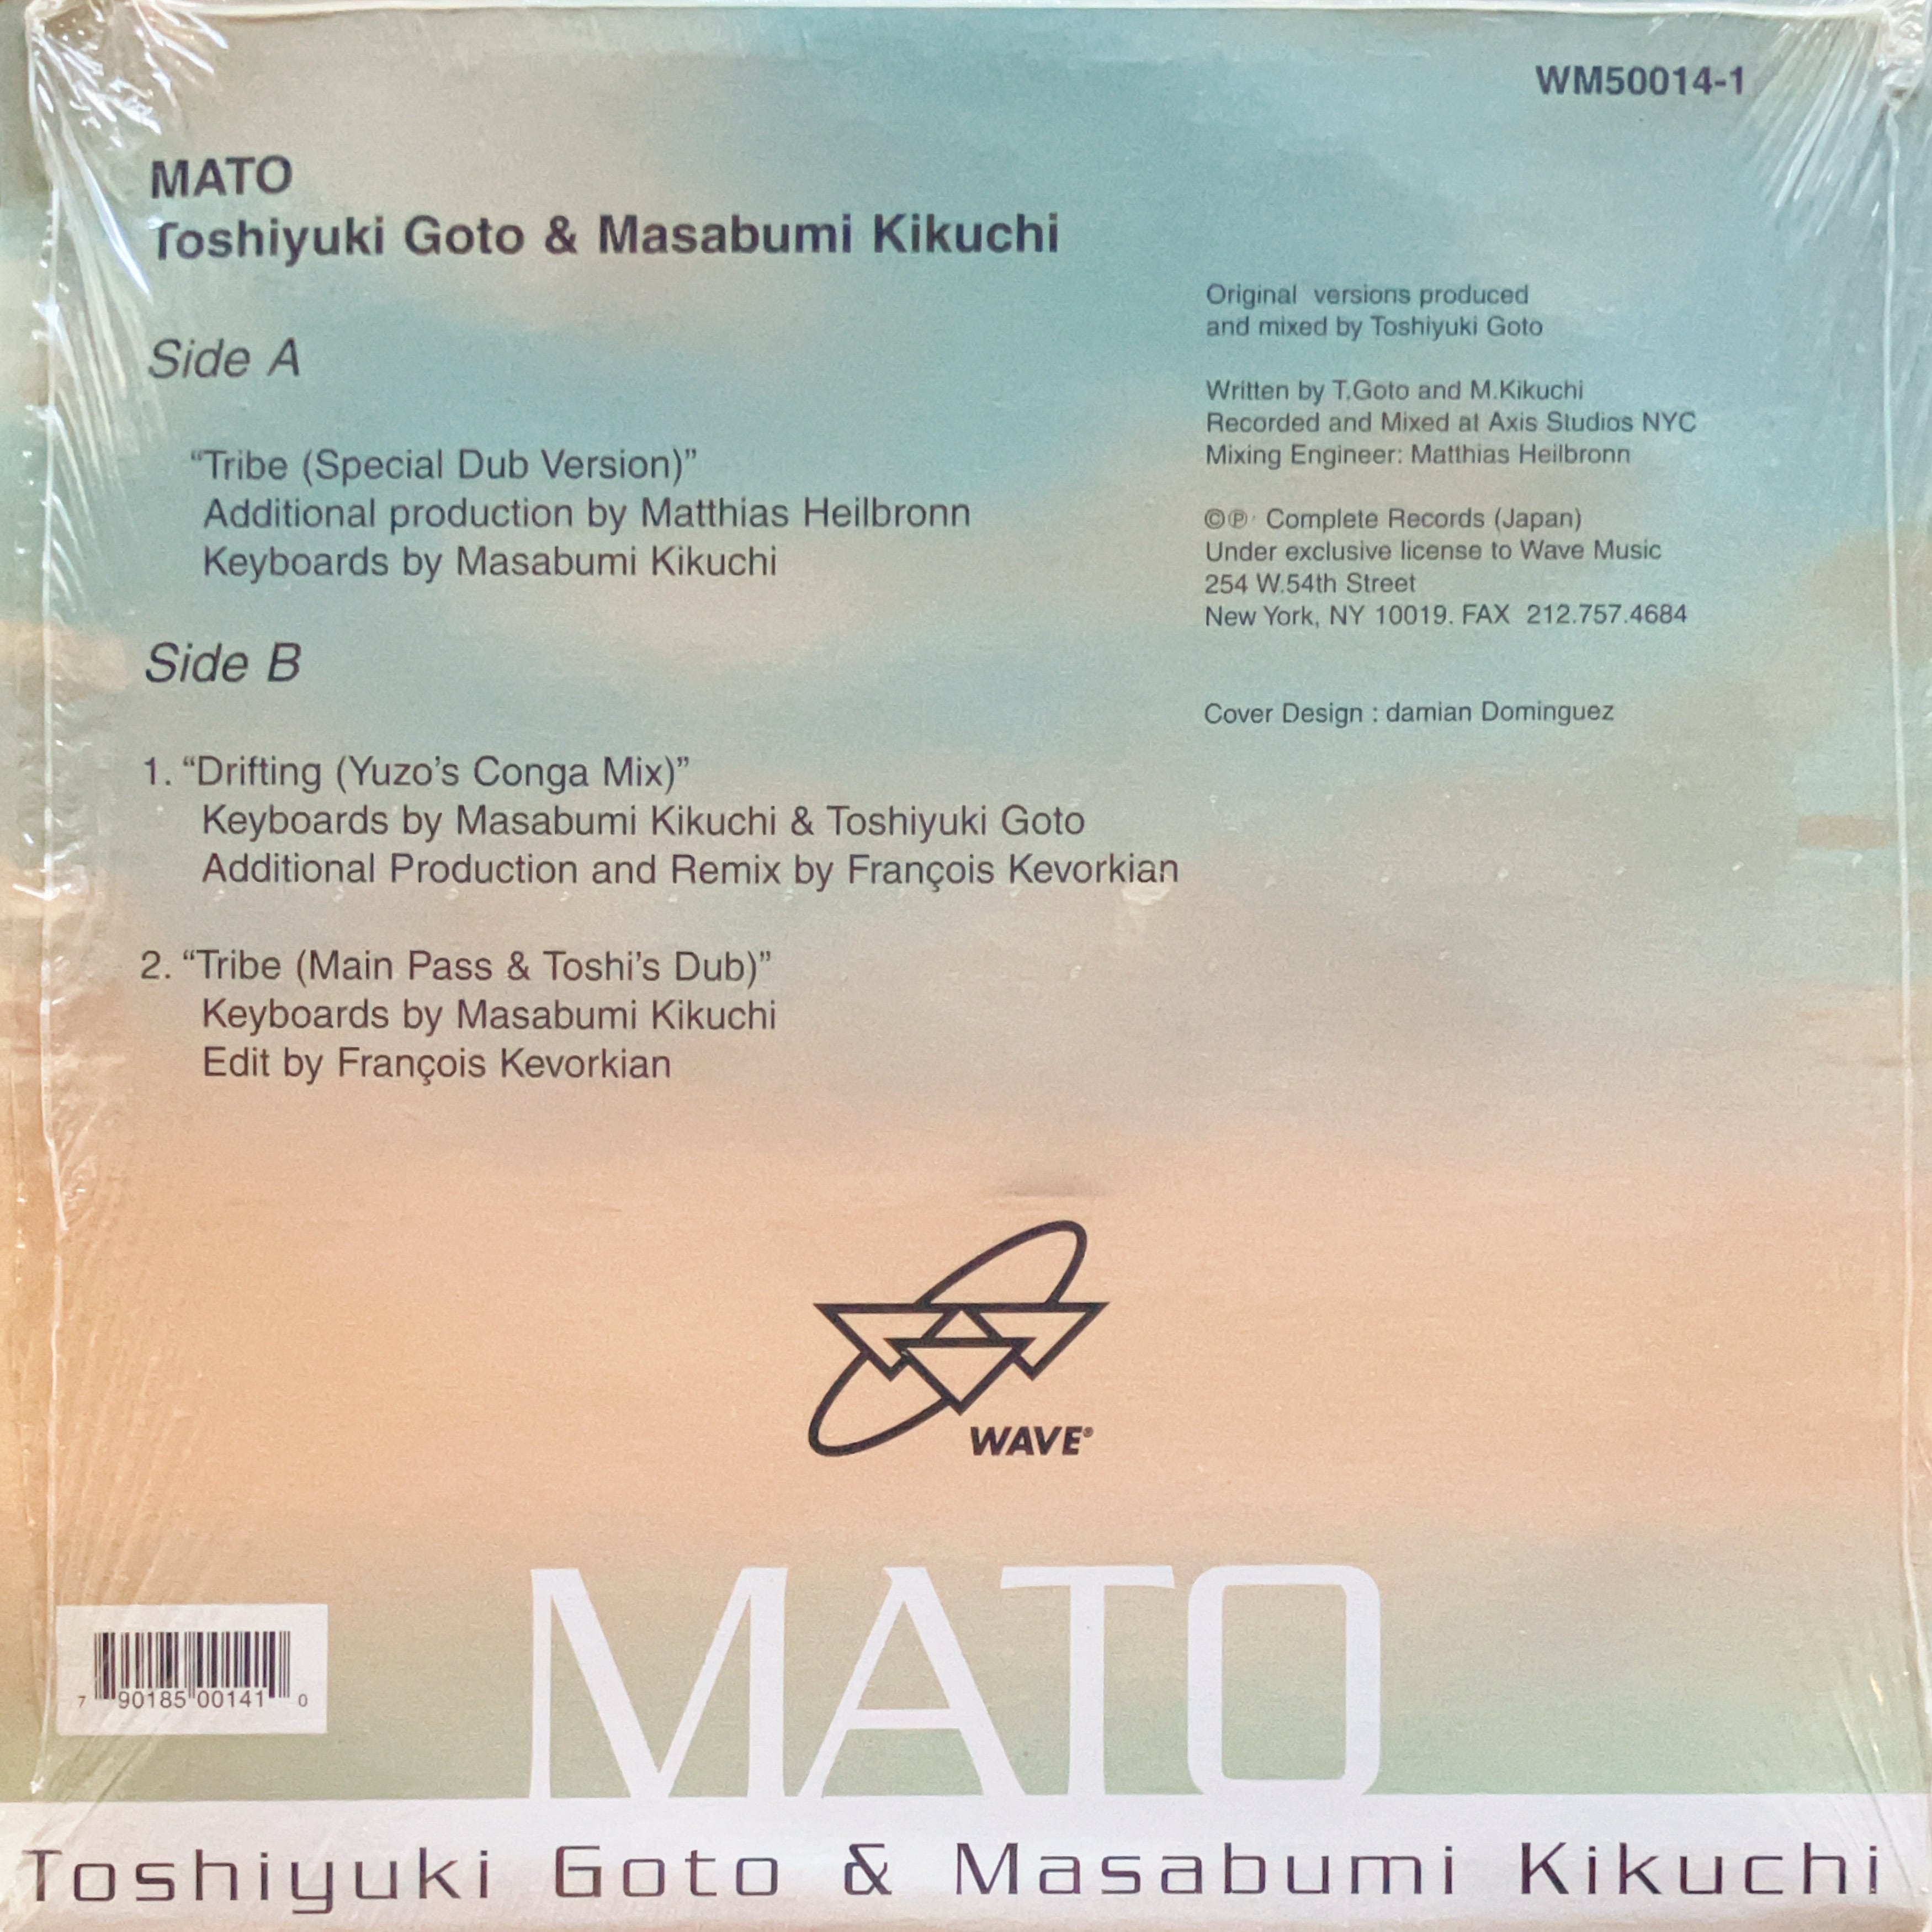 WM50014-1
MATO
Toshiyuki Goto & Masabumi Kikuchi
Side A
“Tribe (Special Dub Version)”
Additional production by Matthias Heilbronn
Keyboards by Masabumi Kikuchi
Side B
1. “Drifting (Yuzo’s Conga Mix)”
Keyboards by Masabumi Kikuchi & Toshiyuki Goto
Additional Production and Remix by François Kevorkian
2. “Tribe (Main Pass & Toshi’s Dub)”
Keyboards by Masabumi Kikuchi
Edit by François Kevorkian
Original versions produced
and mixed by Toshiyuki Goto
Written by T.Goto and M.Kikuchi
Recorded and Mixed at Axis Studios NYC
Mixing Engineer: Matthias Heilbronn
©℗ Complete Records (Japan)
Under exclusive license to Wave Music
254 W.54th Street
New York, NY 10019. FAX 212.757.4684
Cover Design : damian Dominguez
WAVE®
MATO
7 90185 00141 0
Toshiyuki Goto & Masabumi Kikuchi